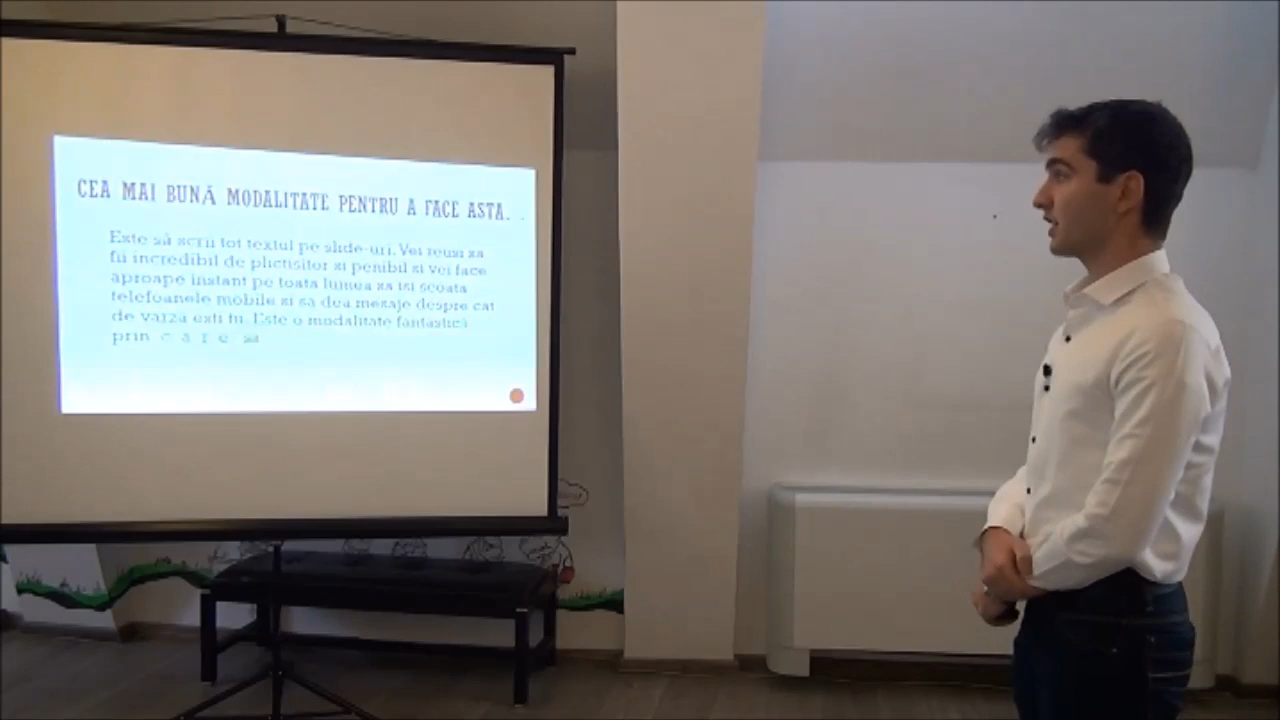 CEA MAI BUNĂ MODALITATE PENTRU A FACE ASTA. .
Este să scrii tot textul pe slide-uri. Vei reusi sa
fii incredibil de plictisitor si penibil si vei face
aproape instant pe toata lumea sa isi scoata
telefoanele mobile si sa dea mesaje despre cat
de varza esti tu. Este o modalitate fantastică
prin c a r e sa